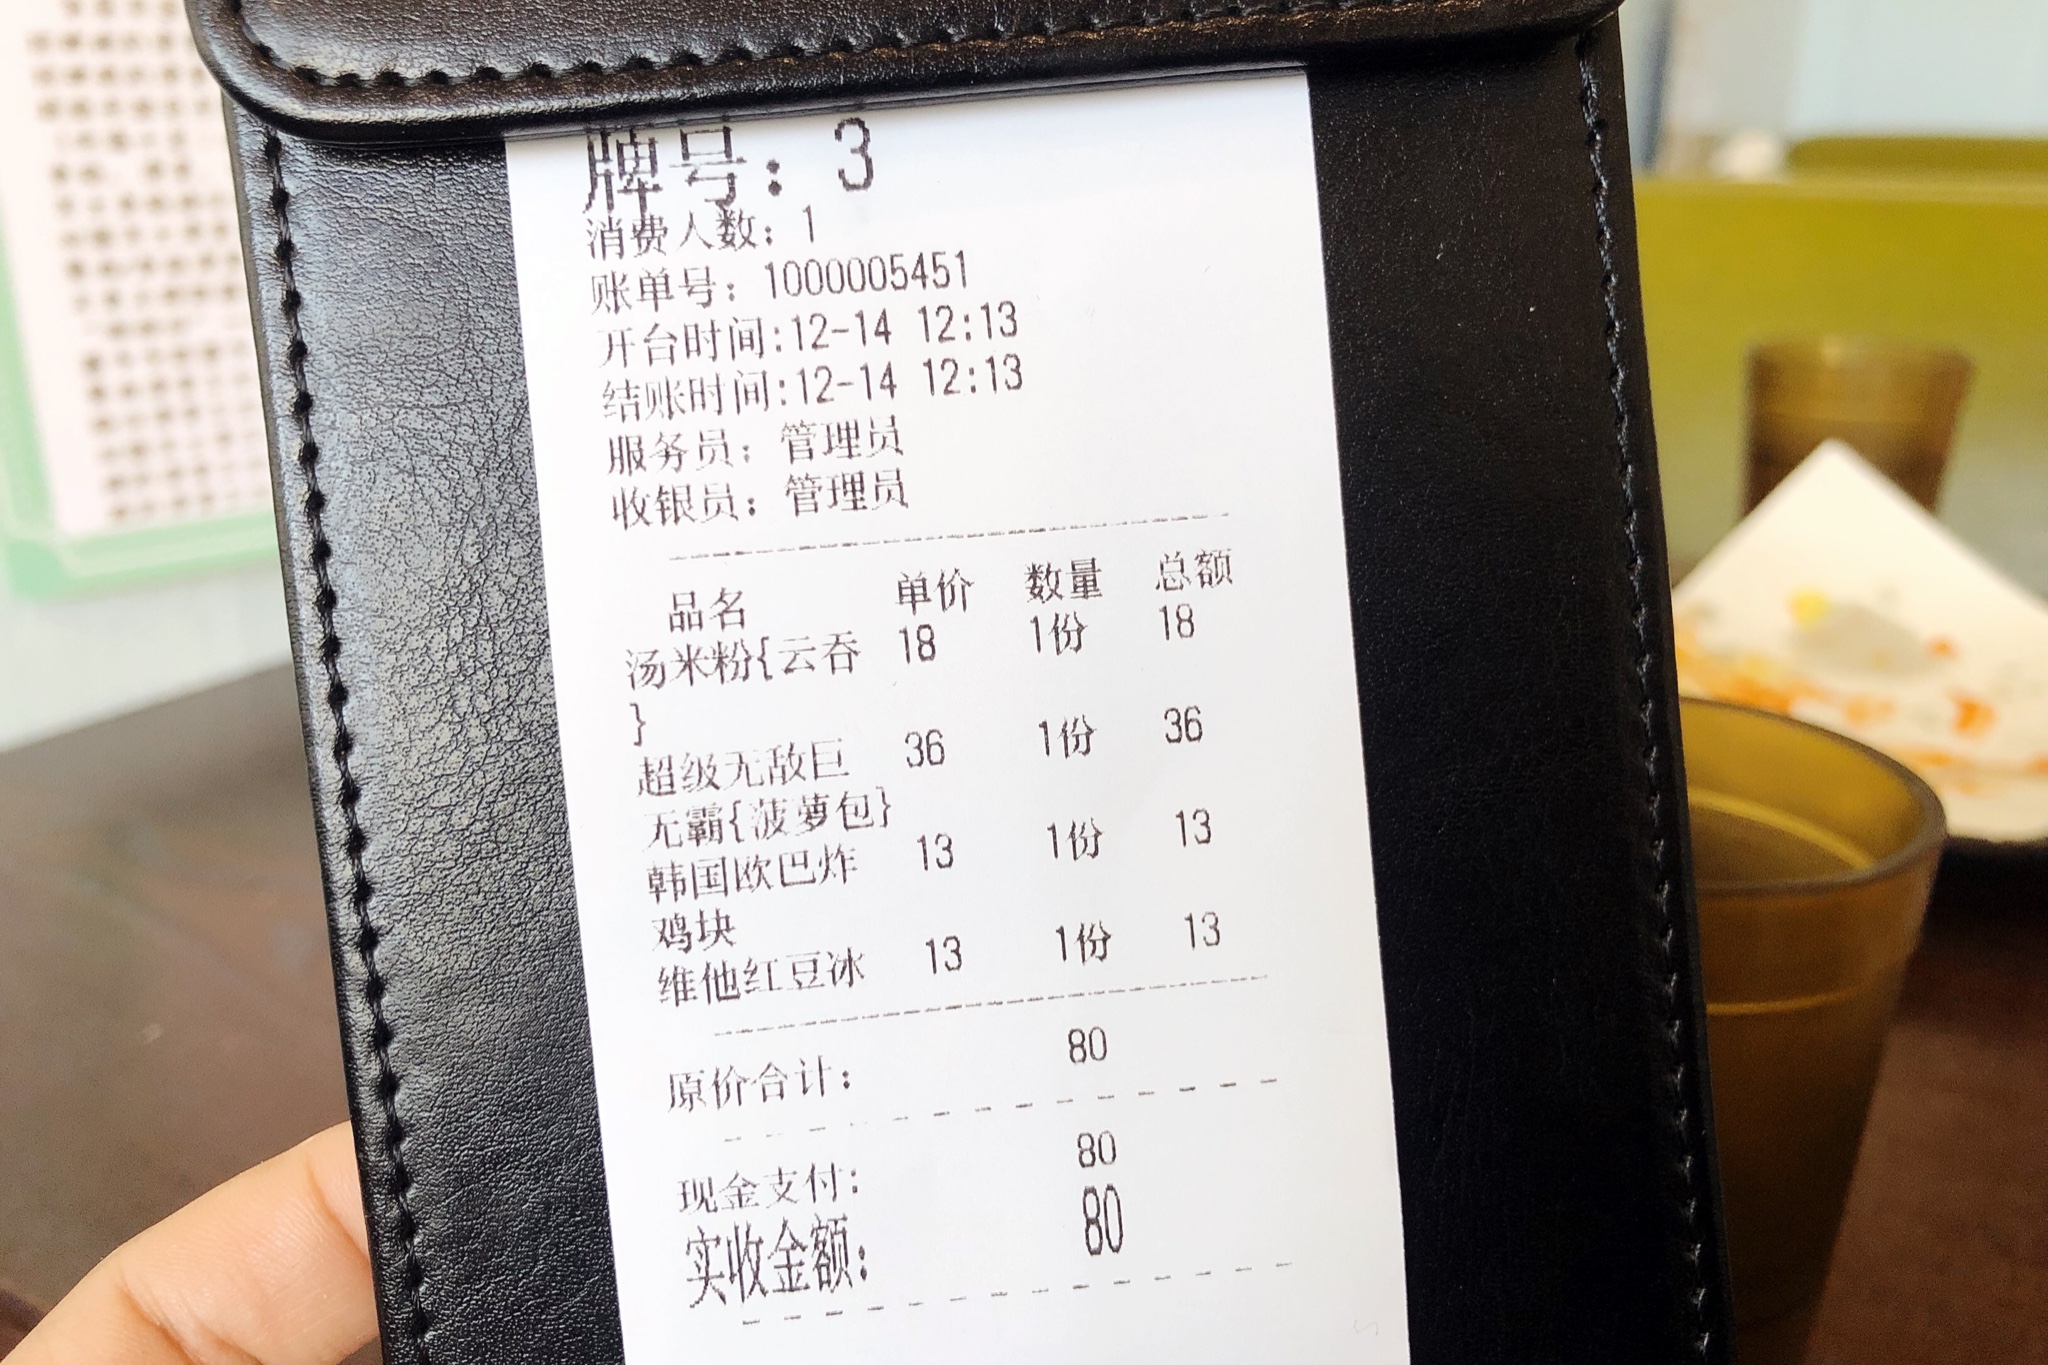 牌号：3
消费人数：1
账单号：1000005451
开台时间:12-14 12:13
结账时间:12-14 12:13
服务员：管理员
收银员：管理员
品名 单价 数量 总额
汤米粉{云吞 18 1份 18
}
超级无敌巨 36 1份 36
无霸{菠萝包}
韩国欧巴炸 13 1份 13
鸡块
维他红豆冰 13 1份 13
原价合计： 80
现金支付： 80
实收金额： 80